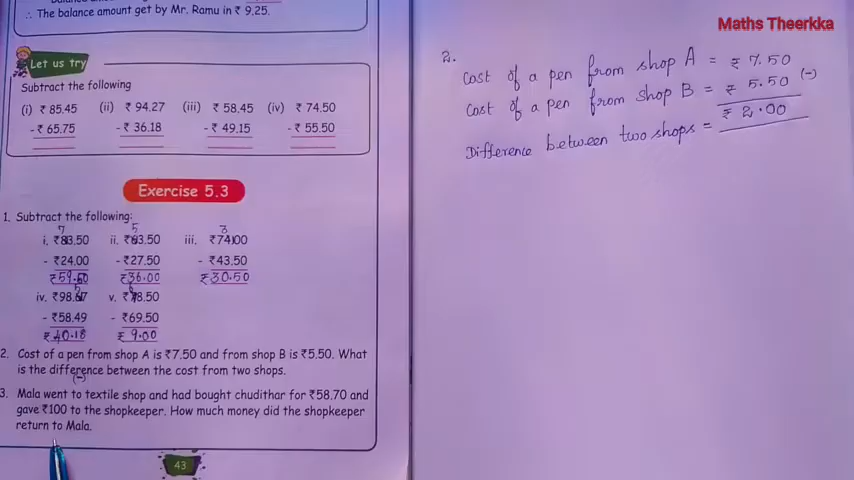 ∴ The balance amount get by Mr. Ramu in ₹ 9.25.
Let us try
Subtract the following
(i) ₹ 85.45 (ii) ₹ 94.27 (iii) ₹ 58.45 (iv) ₹ 74.50
- ₹ 65.75 - ₹ 36.18 - ₹ 49.15 - ₹ 55.50
Exercise 5.3
1. Subtract the following:
7 5 3
i. ₹83.50 ii. ₹63.50 iii. ₹74.00
- ₹24.00 - ₹27.50 - ₹43.50
₹59.50 ₹36.00 ₹30.50
iv. ₹98.67 v. ₹78.50
- ₹58.49 - ₹69.50
₹40.18 ₹9.00
2. Cost of a pen from shop A is ₹7.50 and from shop B is ₹5.50. What
is the difference between the cost from two shops.
(-)
3. Mala went to textile shop and had bought chudithar for ₹58.70 and
gave ₹100 to the shopkeeper. How much money did the shopkeeper
return to Mala.
43
Maths Theerkka
2.
Cost of a pen from shop A = ₹ 7.50
Cost of a pen from shop B = ₹ 5.50 (-)
Difference between two shops = ₹ 2.00